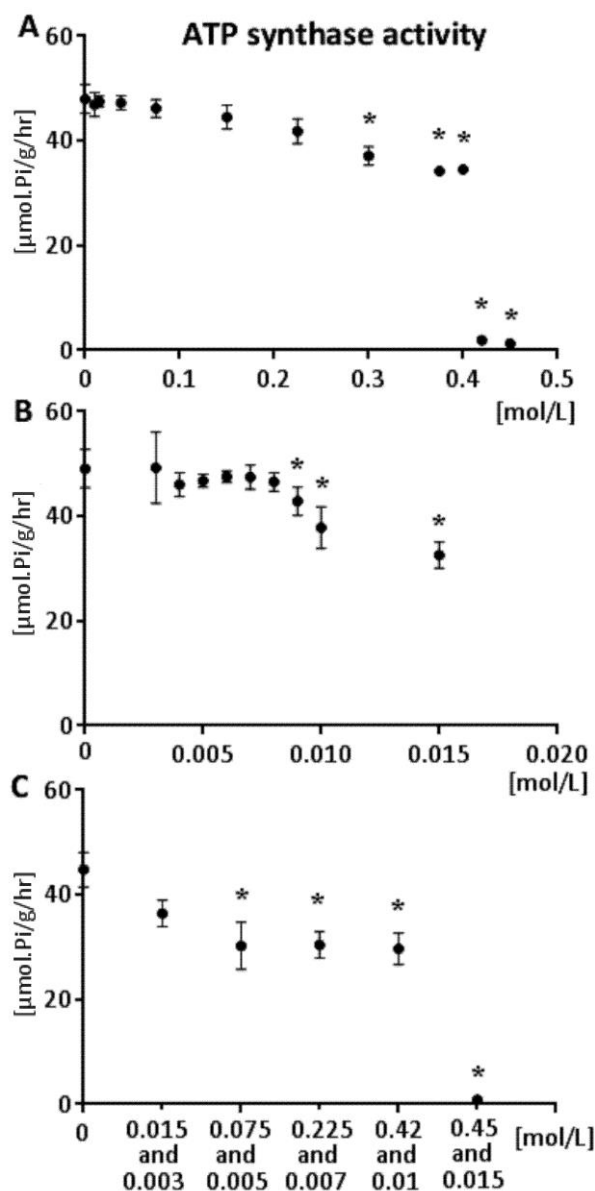 A
ATP synthase activity
[µmol.Pi/g/hr]
60
40
20
0
* * * * *
0 0.1 0.2 0.3 0.4 0.5
[mol/L]
B
[µmol.Pi/g/hr]
60
40
20
0
* * *
0 0.005 0.010 0.015 0.020
[mol/L]
C
[µmol.Pi/g/hr]
60
40
20
0
* * * *
0 0.015 0.075 0.225 0.42 0.45 [mol/L]
and and and and and
0.003 0.005 0.007 0.01 0.015